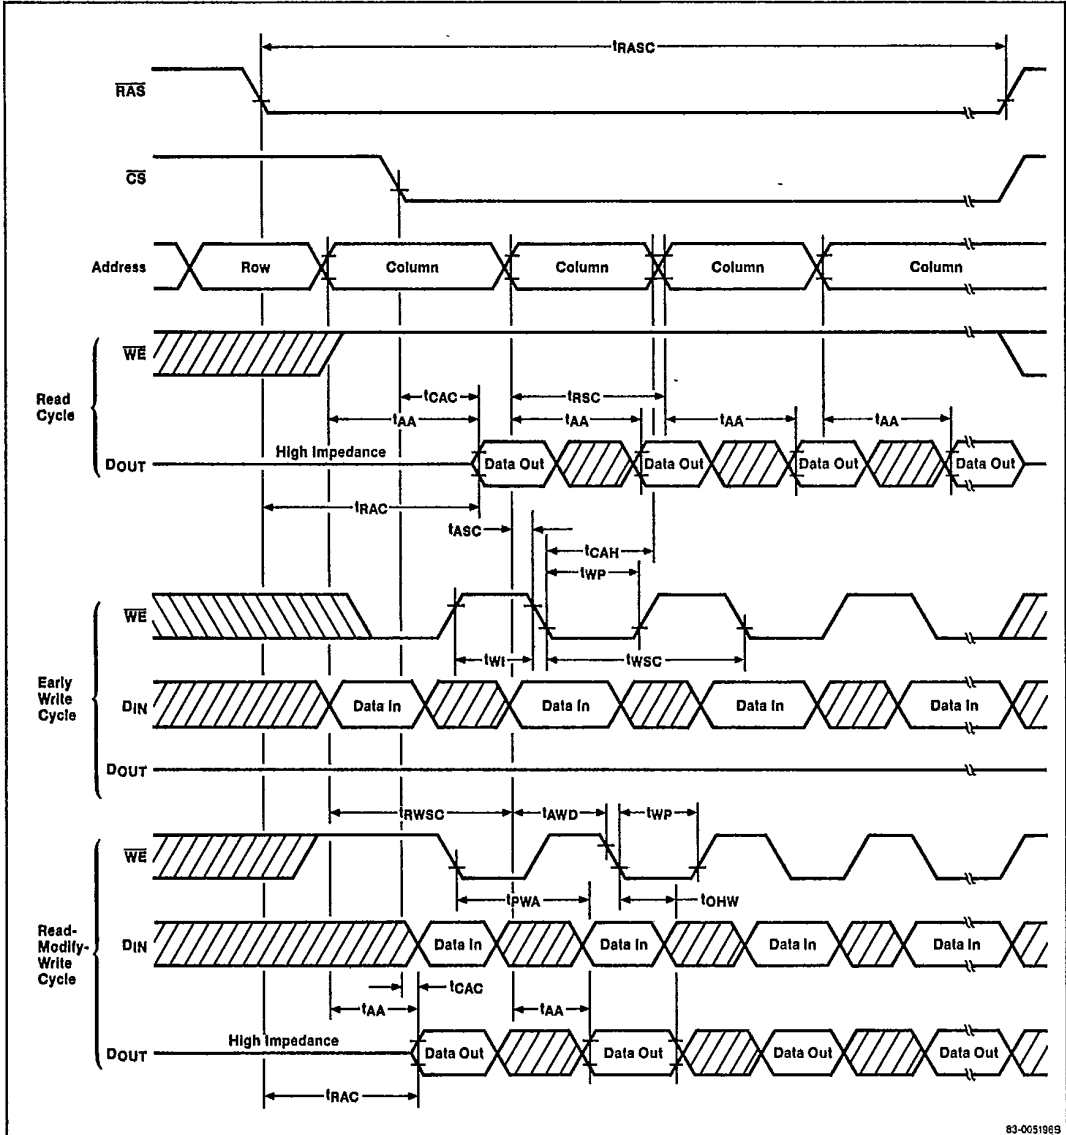 tRASC
RAS
CS
Address Row Column Column Column Column
Read Cycle
WE
tCAC tRSC
tAA tAA tAA tAA
DOUT High Impedance Data Out Data Out Data Out Data Out
tRAC
tASC
tCAH
tWP
Early Write Cycle
WE
tWI tWSC
DIN Data In Data In Data In Data In
DOUT
tRWSC tAWD tWP
Read-Modify-Write Cycle
WE
tPWA tOHW
DIN Data In Data In Data In Data In
tCAC
tAA tAA
DOUT High Impedance Data Out Data Out Data Out Data Out
tRAC
83-005196S